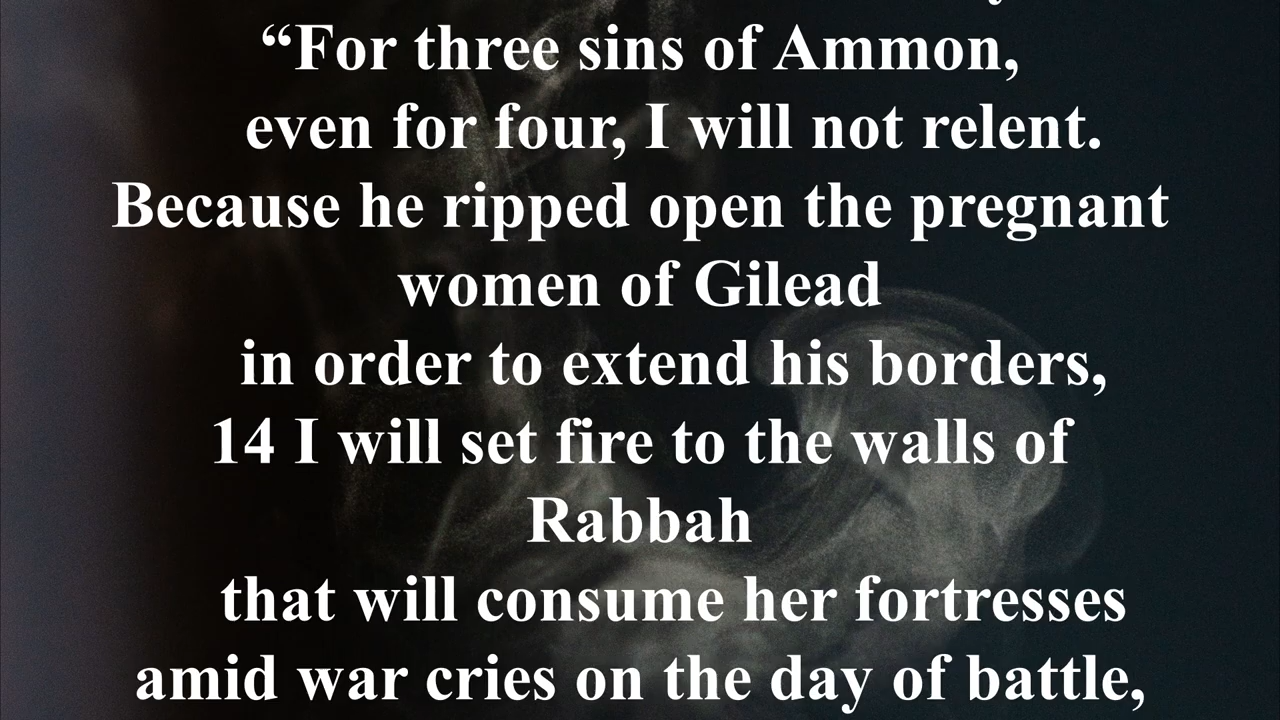 “For three sins of Ammon,
even for four, I will not relent.
Because he ripped open the pregnant
women of Gilead
in order to extend his borders,
14 I will set fire to the walls of
Rabbah
that will consume her fortresses
amid war cries on the day of battle,